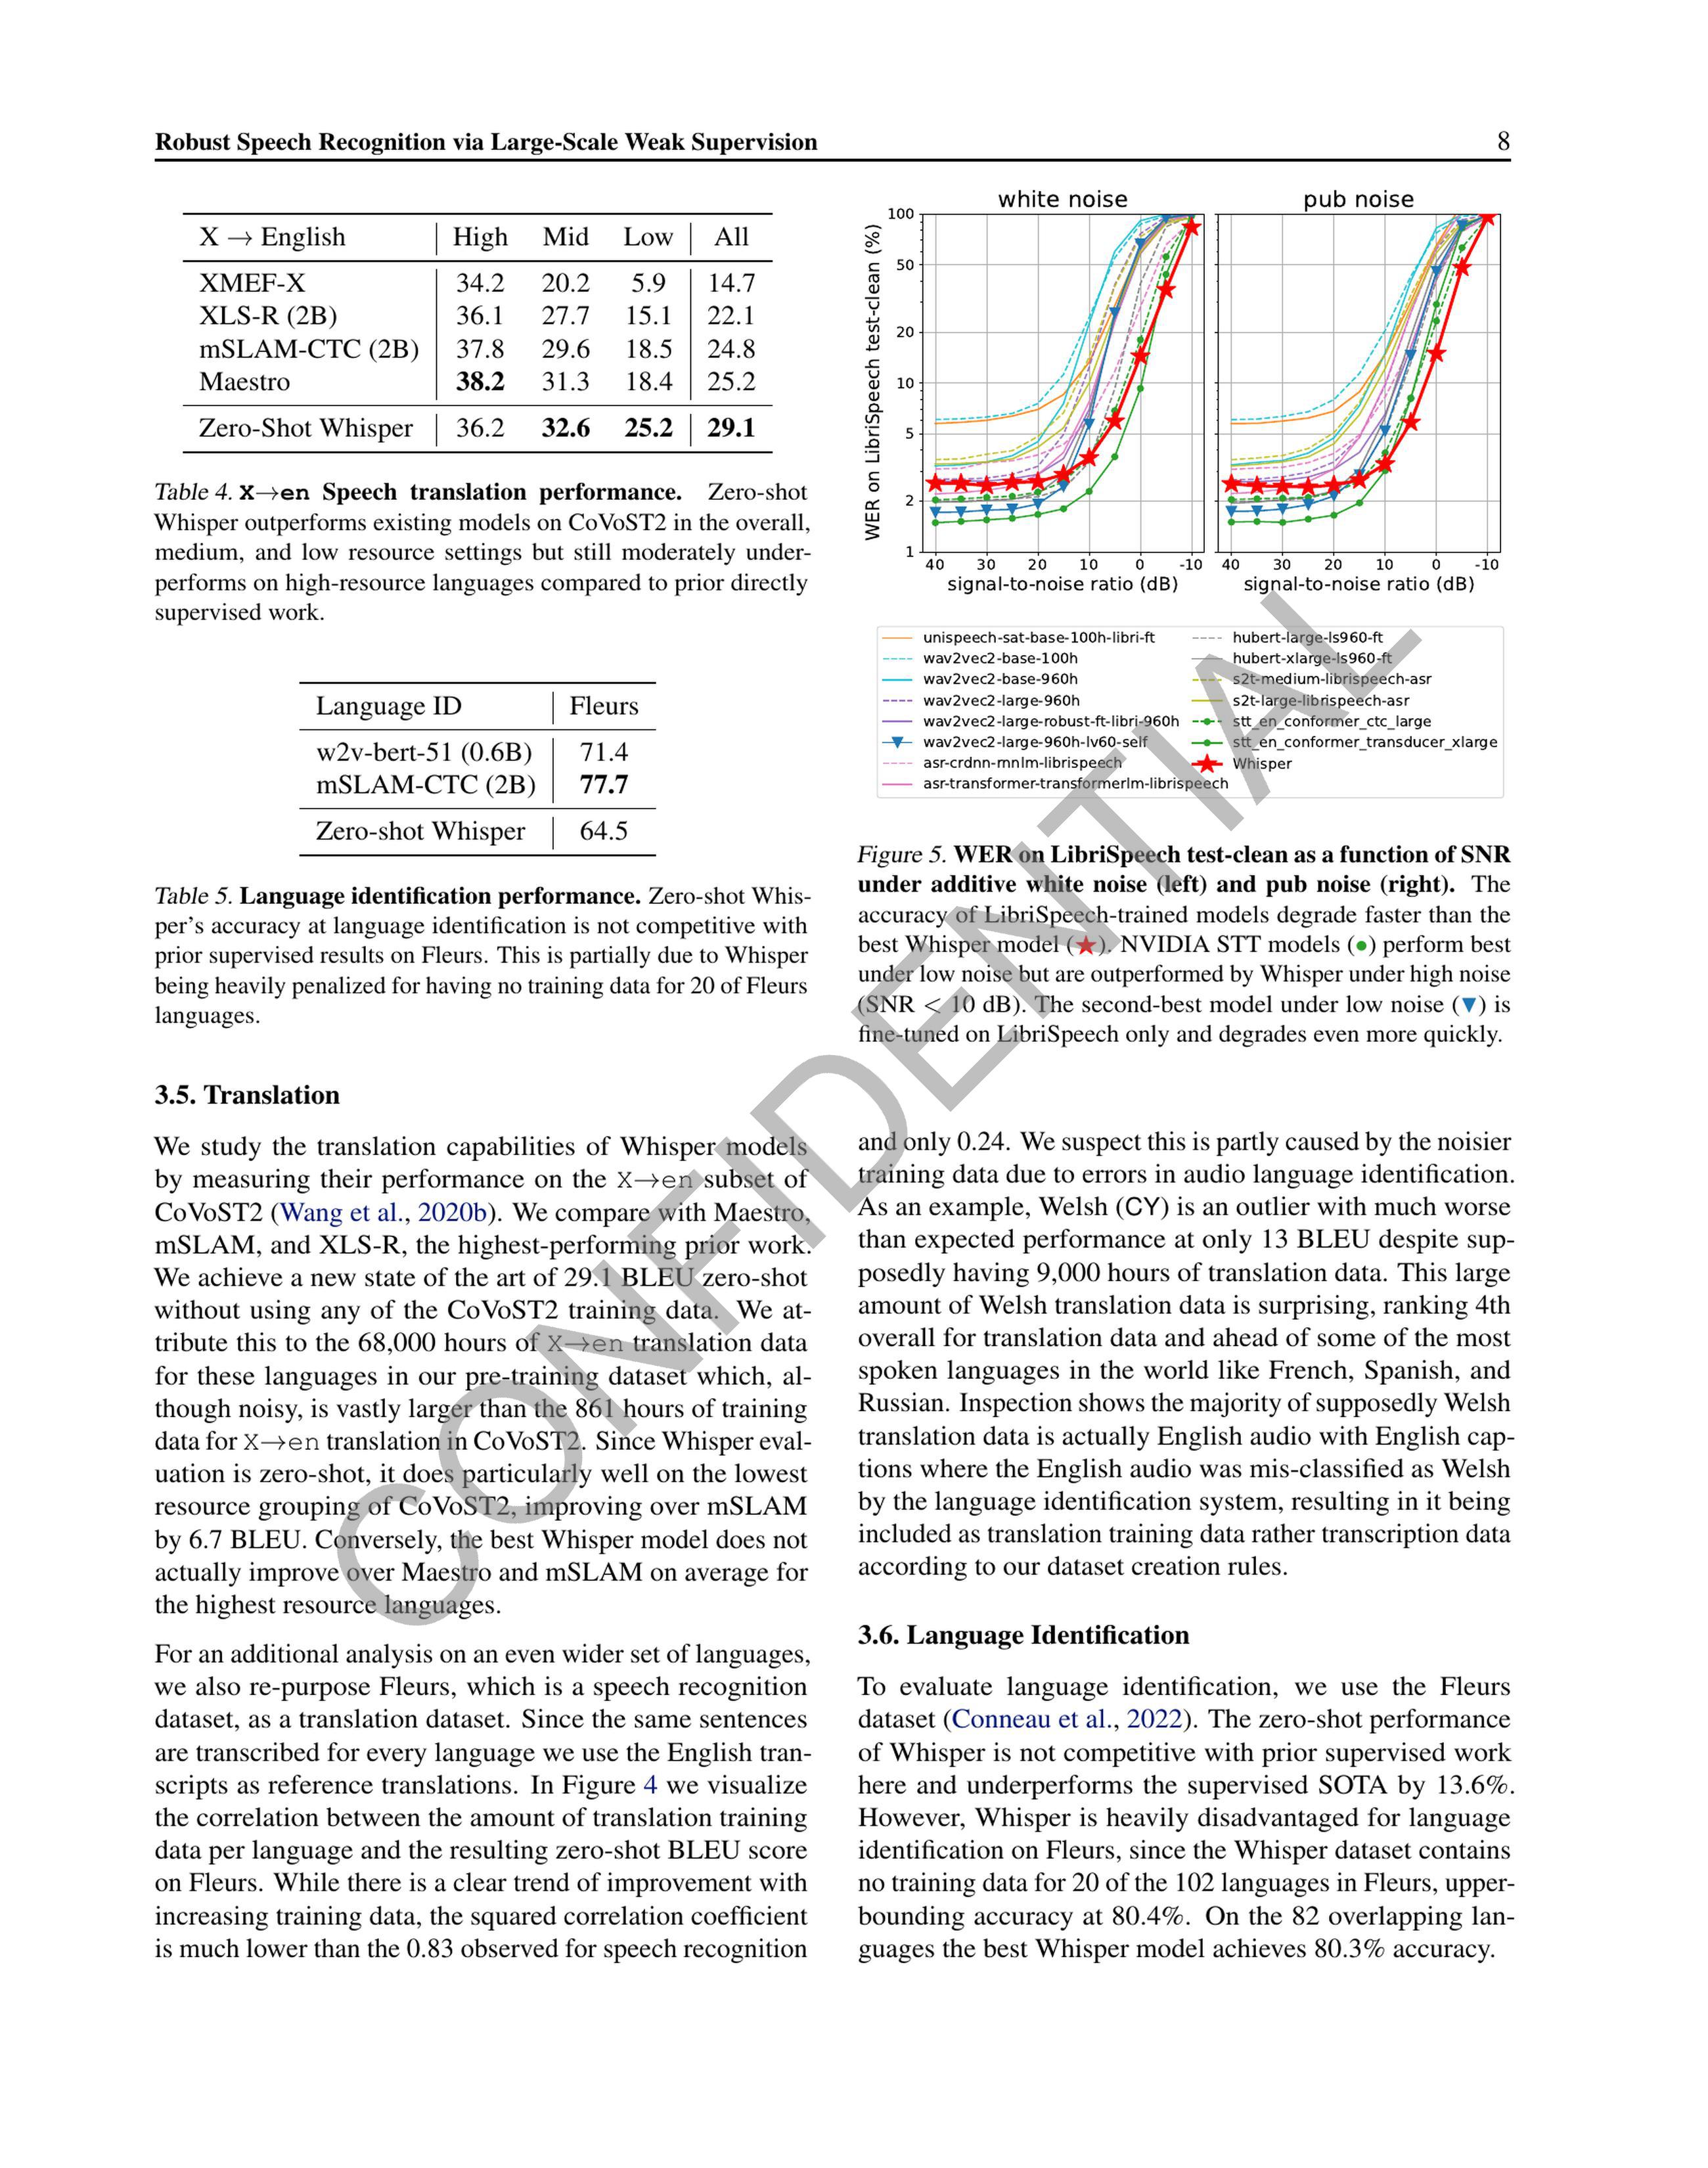 Robust Speech Recognition via Large-Scale Weak Supervision 8
X → English High Mid Low All
XMEF-X 34.2 20.2 5.9 14.7
XLS-R (2B) 36.1 27.7 15.1 22.1
mSLAM-CTC (2B) 37.8 29.6 18.5 24.8
Maestro 38.2 31.3 18.4 25.2
Zero-Shot Whisper 36.2 32.6 25.2 29.1
Table 4. X→en Speech translation performance. Zero-shot
Whisper outperforms existing models on CoVoST2 in the overall,
medium, and low resource settings but still moderately under-
performs on high-resource languages compared to prior directly
supervised work.
Language ID Fleurs
w2v-bert-51 (0.6B) 71.4
mSLAM-CTC (2B) 77.7
Zero-shot Whisper 64.5
Table 5. Language identification performance. Zero-shot Whis-
per's accuracy at language identification is not competitive with
prior supervised results on Fleurs. This is partially due to Whisper
being heavily penalized for having no training data for 20 of Fleurs
languages.
3.5. Translation
We study the translation capabilities of Whisper models
by measuring their performance on the X→en subset of
CoVoST2 (Wang et al., 2020b). We compare with Maestro,
mSLAM, and XLS-R, the highest-performing prior work.
We achieve a new state of the art of 29.1 BLEU zero-shot
without using any of the CoVoST2 training data. We at-
tribute this to the 68,000 hours of X→en translation data
for these languages in our pre-training dataset which, al-
though noisy, is vastly larger than the 861 hours of training
data for X→en translation in CoVoST2. Since Whisper eval-
uation is zero-shot, it does particularly well on the lowest
resource grouping of CoVoST2, improving over mSLAM
by 6.7 BLEU. Conversely, the best Whisper model does not
actually improve over Maestro and mSLAM on average for
the highest resource languages.
For an additional analysis on an even wider set of languages,
we also re-purpose Fleurs, which is a speech recognition
dataset, as a translation dataset. Since the same sentences
are transcribed for every language we use the English tran-
scripts as reference translations. In Figure 4 we visualize
the correlation between the amount of translation training
data per language and the resulting zero-shot BLEU score
on Fleurs. While there is a clear trend of improvement with
increasing training data, the squared correlation coefficient
is much lower than the 0.83 observed for speech recognition
white noise pub noise
WER on LibriSpeech test-clean (%)
100
50
20
10
5
2
1
40 30 20 10 0 -10 40 30 20 10 0 -10
signal-to-noise ratio (dB) signal-to-noise ratio (dB)
unispeech-sat-base-100h-libri-ft hubert-large-ls960-ft
wav2vec2-base-100h hubert-xlarge-ls960-ft
wav2vec2-base-960h s2t-medium-librispeech-asr
wav2vec2-large-960h s2t-large-librispeech-asr
wav2vec2-large-robust-ft-libri-960h stt_en_conformer_ctc_large
wav2vec2-large-960h-lv60-self stt_en_conformer_transducer_xlarge
asr-crdnn-rnnlm-librispeech Whisper
asr-transformer-transformerlm-librispeech
Figure 5. WER on LibriSpeech test-clean as a function of SNR
under additive white noise (left) and pub noise (right). The
accuracy of LibriSpeech-trained models degrade faster than the
best Whisper model (★). NVIDIA STT models (●) perform best
under low noise but are outperformed by Whisper under high noise
(SNR < 10 dB). The second-best model under low noise (▼) is
fine-tuned on LibriSpeech only and degrades even more quickly.
and only 0.24. We suspect this is partly caused by the noisier
training data due to errors in audio language identification.
As an example, Welsh (CY) is an outlier with much worse
than expected performance at only 13 BLEU despite sup-
posedly having 9,000 hours of translation data. This large
amount of Welsh translation data is surprising, ranking 4th
overall for translation data and ahead of some of the most
spoken languages in the world like French, Spanish, and
Russian. Inspection shows the majority of supposedly Welsh
translation data is actually English audio with English cap-
tions where the English audio was mis-classified as Welsh
by the language identification system, resulting in it being
included as translation training data rather transcription data
according to our dataset creation rules.
3.6. Language Identification
To evaluate language identification, we use the Fleurs
dataset (Conneau et al., 2022). The zero-shot performance
of Whisper is not competitive with prior supervised work
here and underperforms the supervised SOTA by 13.6%.
However, Whisper is heavily disadvantaged for language
identification on Fleurs, since the Whisper dataset contains
no training data for 20 of the 102 languages in Fleurs, upper-
bounding accuracy at 80.4%. On the 82 overlapping lan-
guages the best Whisper model achieves 80.3% accuracy.
CONFIDENTIAL